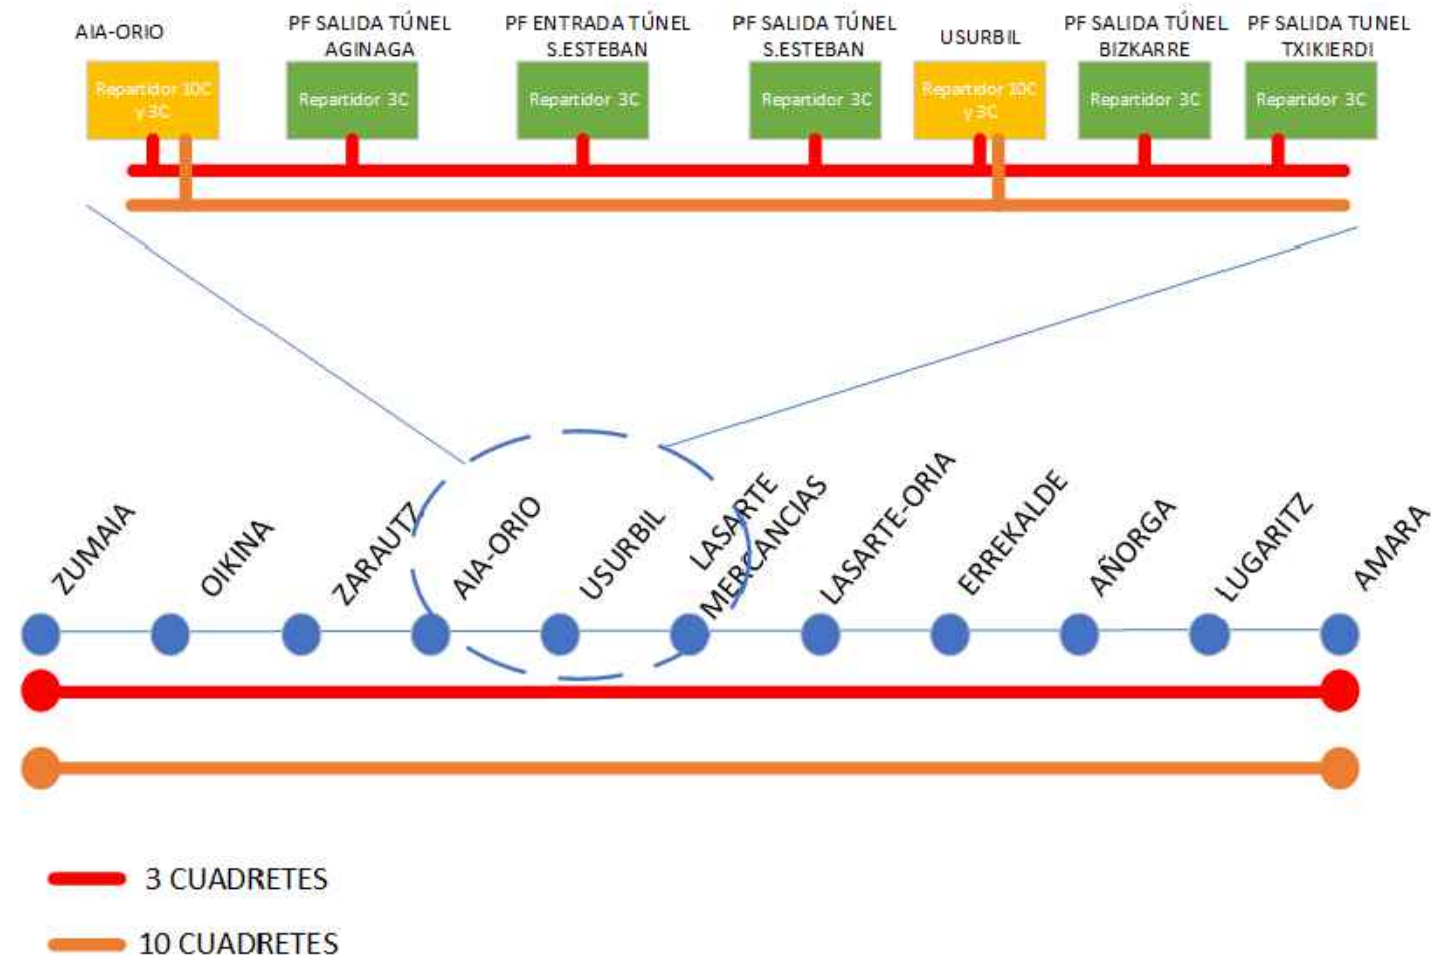 AIA-ORIO
PF SALIDA TÚNEL
AGINAGA
PF ENTRADA TÚNEL
S.ESTEBAN
PF SALIDA TÚNEL
S.ESTEBAN
USURBIL
PF SALIDA TÚNEL
BIZKARRE
PF SALIDA TUNEL
TXIKIERDI
Repartidor 10C
y 3C
Repartidor 3C
Repartidor 3C
Repartidor 3C
Repartidor 10C
y 3C
Repartidor 3C
Repartidor 3C
ZUMAIA
OIKINA
ZARAUTZ
AIA-ORIO
USURBIL
LASARTE
MERCANCIAS
LASARTE-ORIA
ERREKALDE
AÑORGA
LUGARITZ
AMARA
3 CUADRETES
10 CUADRETES